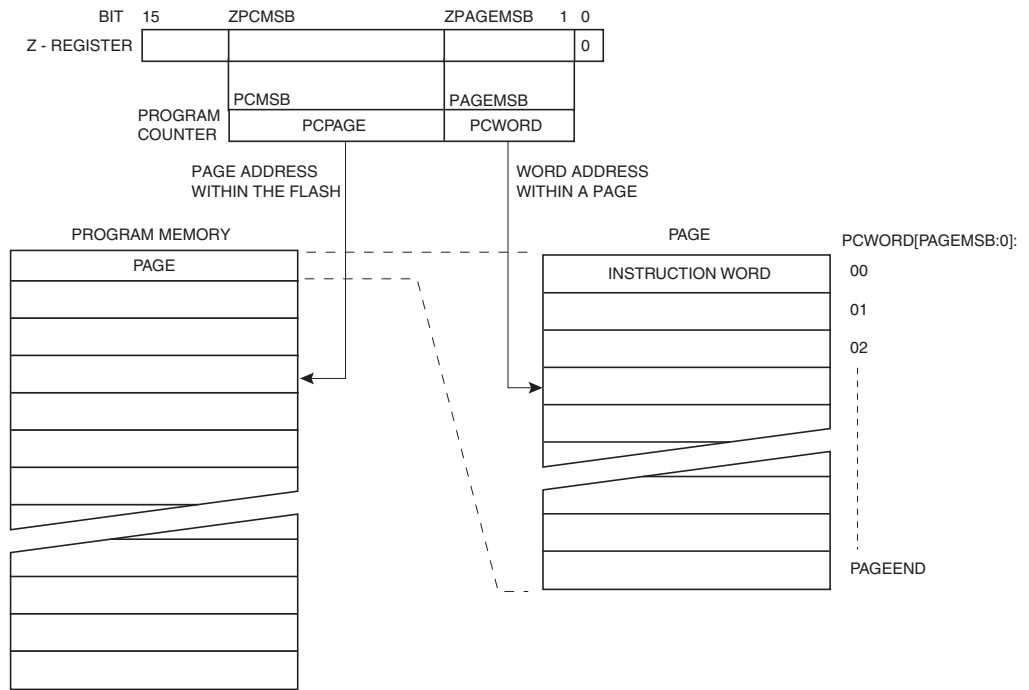 BIT 15 ZPCMSB ZPAGEMSB 1 0
Z - REGISTER 0
PCMSB PAGEMSB
PROGRAM
COUNTER
PCPAGE PCWORD
PAGE ADDRESS
WITHIN THE FLASH
WORD ADDRESS
WITHIN A PAGE
PROGRAM MEMORY
PAGE
PAGE
PCWORD[PAGEMSB:0]:
INSTRUCTION WORD
00
01
02
PAGEEND